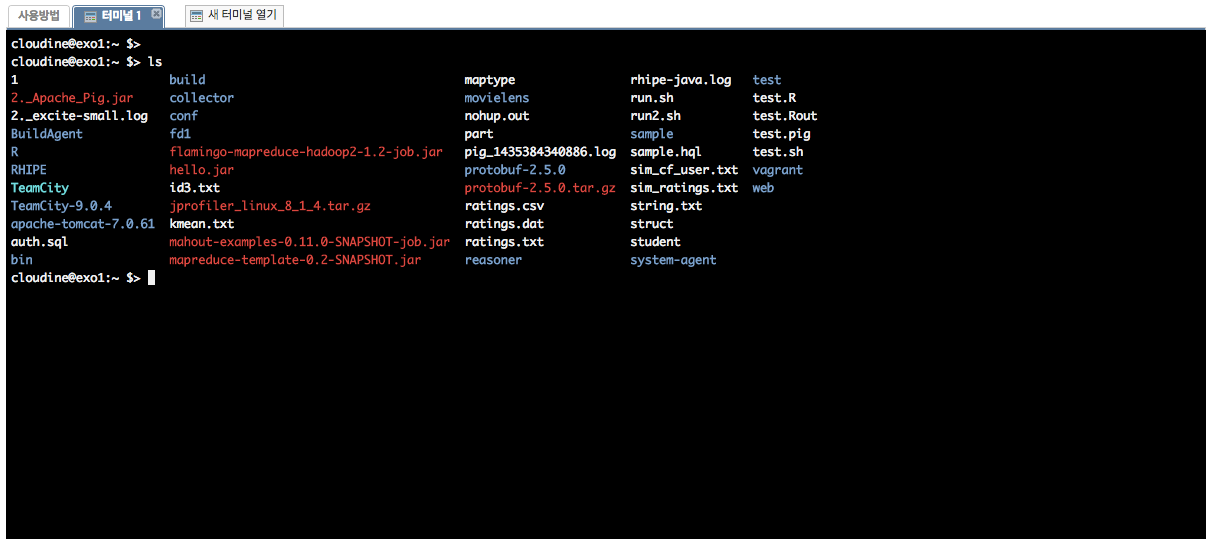 사용방법 터미널 1 새 터미널 열기
cloudine@exo1:~ $>
cloudine@exo1:~ $> ls
1 build maptype rhipe-java.log test
2._Apache_Pig.jar collector movielens run.sh test.R
2._excite-small.log conf nohup.out run2.sh test.Rout
BuildAgent fd1 part sample test.pig
R flamingo-mapreduce-hadoop2-1.2-job.jar pig_1435384340886.log sample.hql test.sh
RHIPE hello.jar protobuf-2.5.0 sim_cf_user.txt vagrant
TeamCity id3.txt protobuf-2.5.0.tar.gz sim_ratings.txt web
TeamCity-9.0.4 jprofiler_linux_8_1_4.tar.gz ratings.csv string.txt
apache-tomcat-7.0.61 kmean.txt ratings.dat struct
auth.sql mahout-examples-0.11.0-SNAPSHOT-job.jar ratings.txt student
bin mapreduce-template-0.2-SNAPSHOT.jar reasoner system-agent
cloudine@exo1:~ $>